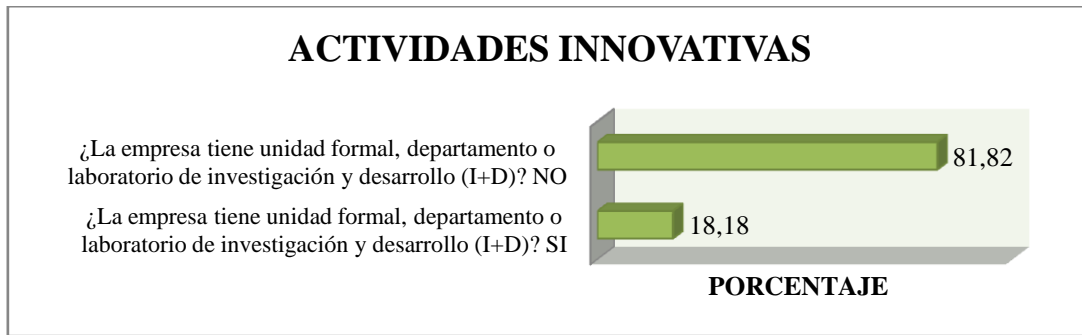 ACTIVIDADES INNOVATIVAS
¿La empresa tiene unidad formal, departamento o
laboratorio de investigación y desarrollo (I+D)? NO
81,82
¿La empresa tiene unidad formal, departamento o
laboratorio de investigación y desarrollo (I+D)? SI
18,18
PORCENTAJE